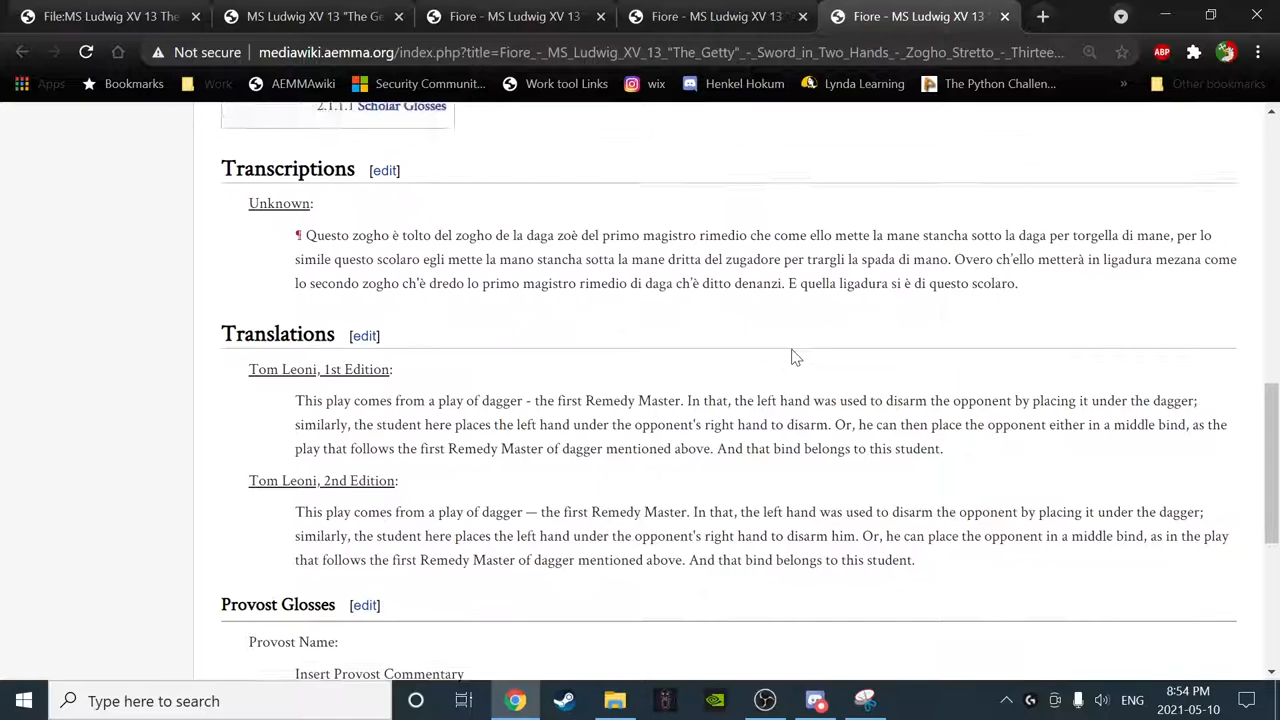 File:MS Ludwig XV 13 The
MS Ludwig XV 13 "The Ge
Fiore - MS Ludwig XV 13
Fiore - MS Ludwig XV 13 "
Fiore - MS Ludwig XV 13 "
Not secure
mediawiki.aemma.org/index.php?title=Fiore_-_MS_Ludwig_XV_13_"The_Getty"_-_Sword_in_Two_Hands_-_Zogho_Stretto_-_Thirtee...
ABP
Apps
Bookmarks
Work
AEMMAwiki
Security Communit...
Work tool Links
wix
Henkel Hokum
Lynda Learning
The Python Challen...
»
Other bookmarks
2.1.1.1 Scholar Glosses
Transcriptions [edit]
Unknown:
¶ Questo zogho è tolto del zogho de la daga zoè del primo magistro rimedio che come ello mette la mane stancha sotto la daga per torgella di mane, per lo
simile questo scolaro egli mette la mano stancha sotta la mane dritta del zugadore per trargli la spada di mano. Overo ch'ello metterà in ligadura mezana come
lo secondo zogho ch'è dredo lo primo magistro rimedio di daga ch'è ditto denanzi. E quella ligadura si è di questo scolaro.
Translations [edit]
Tom Leoni, 1st Edition:
This play comes from a play of dagger - the first Remedy Master. In that, the left hand was used to disarm the opponent by placing it under the dagger;
similarly, the student here places the left hand under the opponent's right hand to disarm. Or, he can then place the opponent either in a middle bind, as the
play that follows the first Remedy Master of dagger mentioned above. And that bind belongs to this student.
Tom Leoni, 2nd Edition:
This play comes from a play of dagger — the first Remedy Master. In that, the left hand was used to disarm the opponent by placing it under the dagger;
similarly, the student here places the left hand under the opponent's right hand to disarm him. Or, he can place the opponent in a middle bind, as in the play
that follows the first Remedy Master of dagger mentioned above. And that bind belongs to this student.
Provost Glosses [edit]
Provost Name:
Insert Provost Commentary
Type here to search
ENG
8:54 PM
2021-05-10